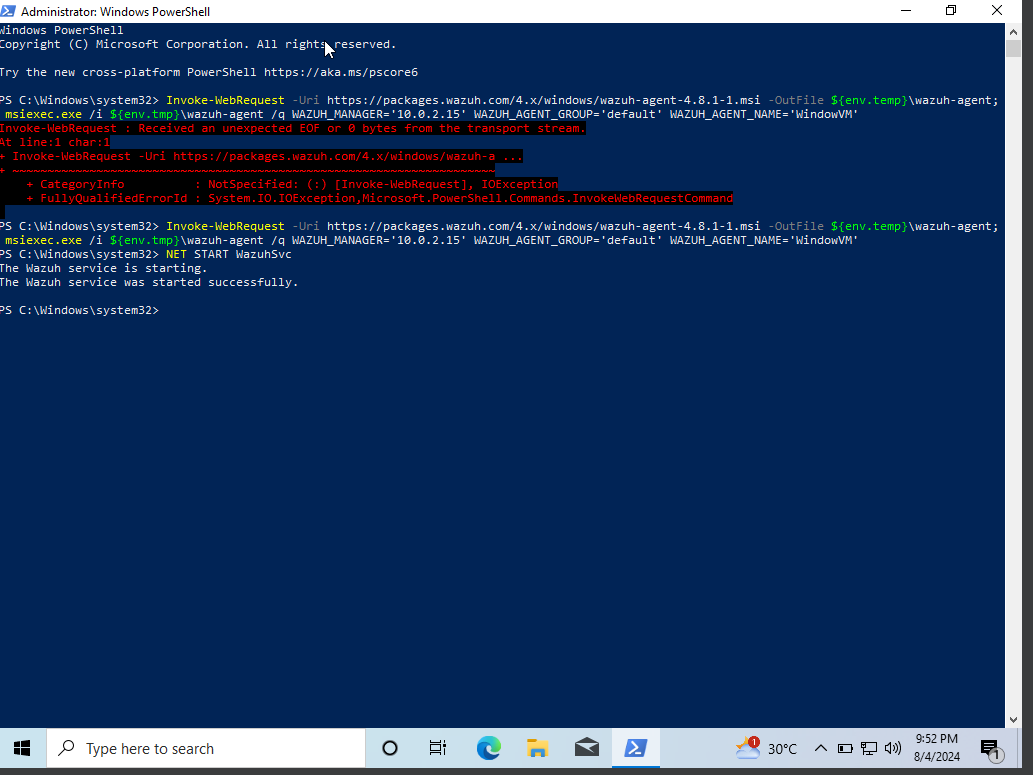 Administrator: Windows PowerShell
Windows PowerShell
Copyright (C) Microsoft Corporation. All rights reserved.
Try the new cross-platform PowerShell https://aka.ms/pscore6
PS C:\Windows\system32> Invoke-WebRequest -Uri https://packages.wazuh.com/4.x/windows/wazuh-agent-4.8.1-1.msi -OutFile ${env.temp}\wazuh-agent;
msiexec.exe /i ${env.tmp}\wazuh-agent /q WAZUH_MANAGER='10.0.2.15' WAZUH_AGENT_GROUP='default' WAZUH_AGENT_NAME='WindowVM'
Invoke-WebRequest : Received an unexpected EOF or 0 bytes from the transport stream.
At line:1 char:1
+ Invoke-WebRequest -Uri https://packages.wazuh.com/4.x/windows/wazuh-a ...
+ ~~~~~~~~~~~~~~~~~~~~~~~~~~~~~~~~~~~~~~~~~~~~~~~~~~~~~~~~~~~~~~~~~~~~~
+ CategoryInfo : NotSpecified: (:) [Invoke-WebRequest], IOException
+ FullyQualifiedErrorId : System.IO.IOException,Microsoft.PowerShell.Commands.InvokeWebRequestCommand
PS C:\Windows\system32> Invoke-WebRequest -Uri https://packages.wazuh.com/4.x/windows/wazuh-agent-4.8.1-1.msi -OutFile ${env.temp}\wazuh-agent;
msiexec.exe /i ${env.tmp}\wazuh-agent /q WAZUH_MANAGER='10.0.2.15' WAZUH_AGENT_GROUP='default' WAZUH_AGENT_NAME='WindowVM'
PS C:\Windows\system32> NET START WazuhSvc
The Wazuh service is starting.
The Wazuh service was started successfully.
PS C:\Windows\system32>
Type here to search
1
30°C
9:52 PM
8/4/2024
1